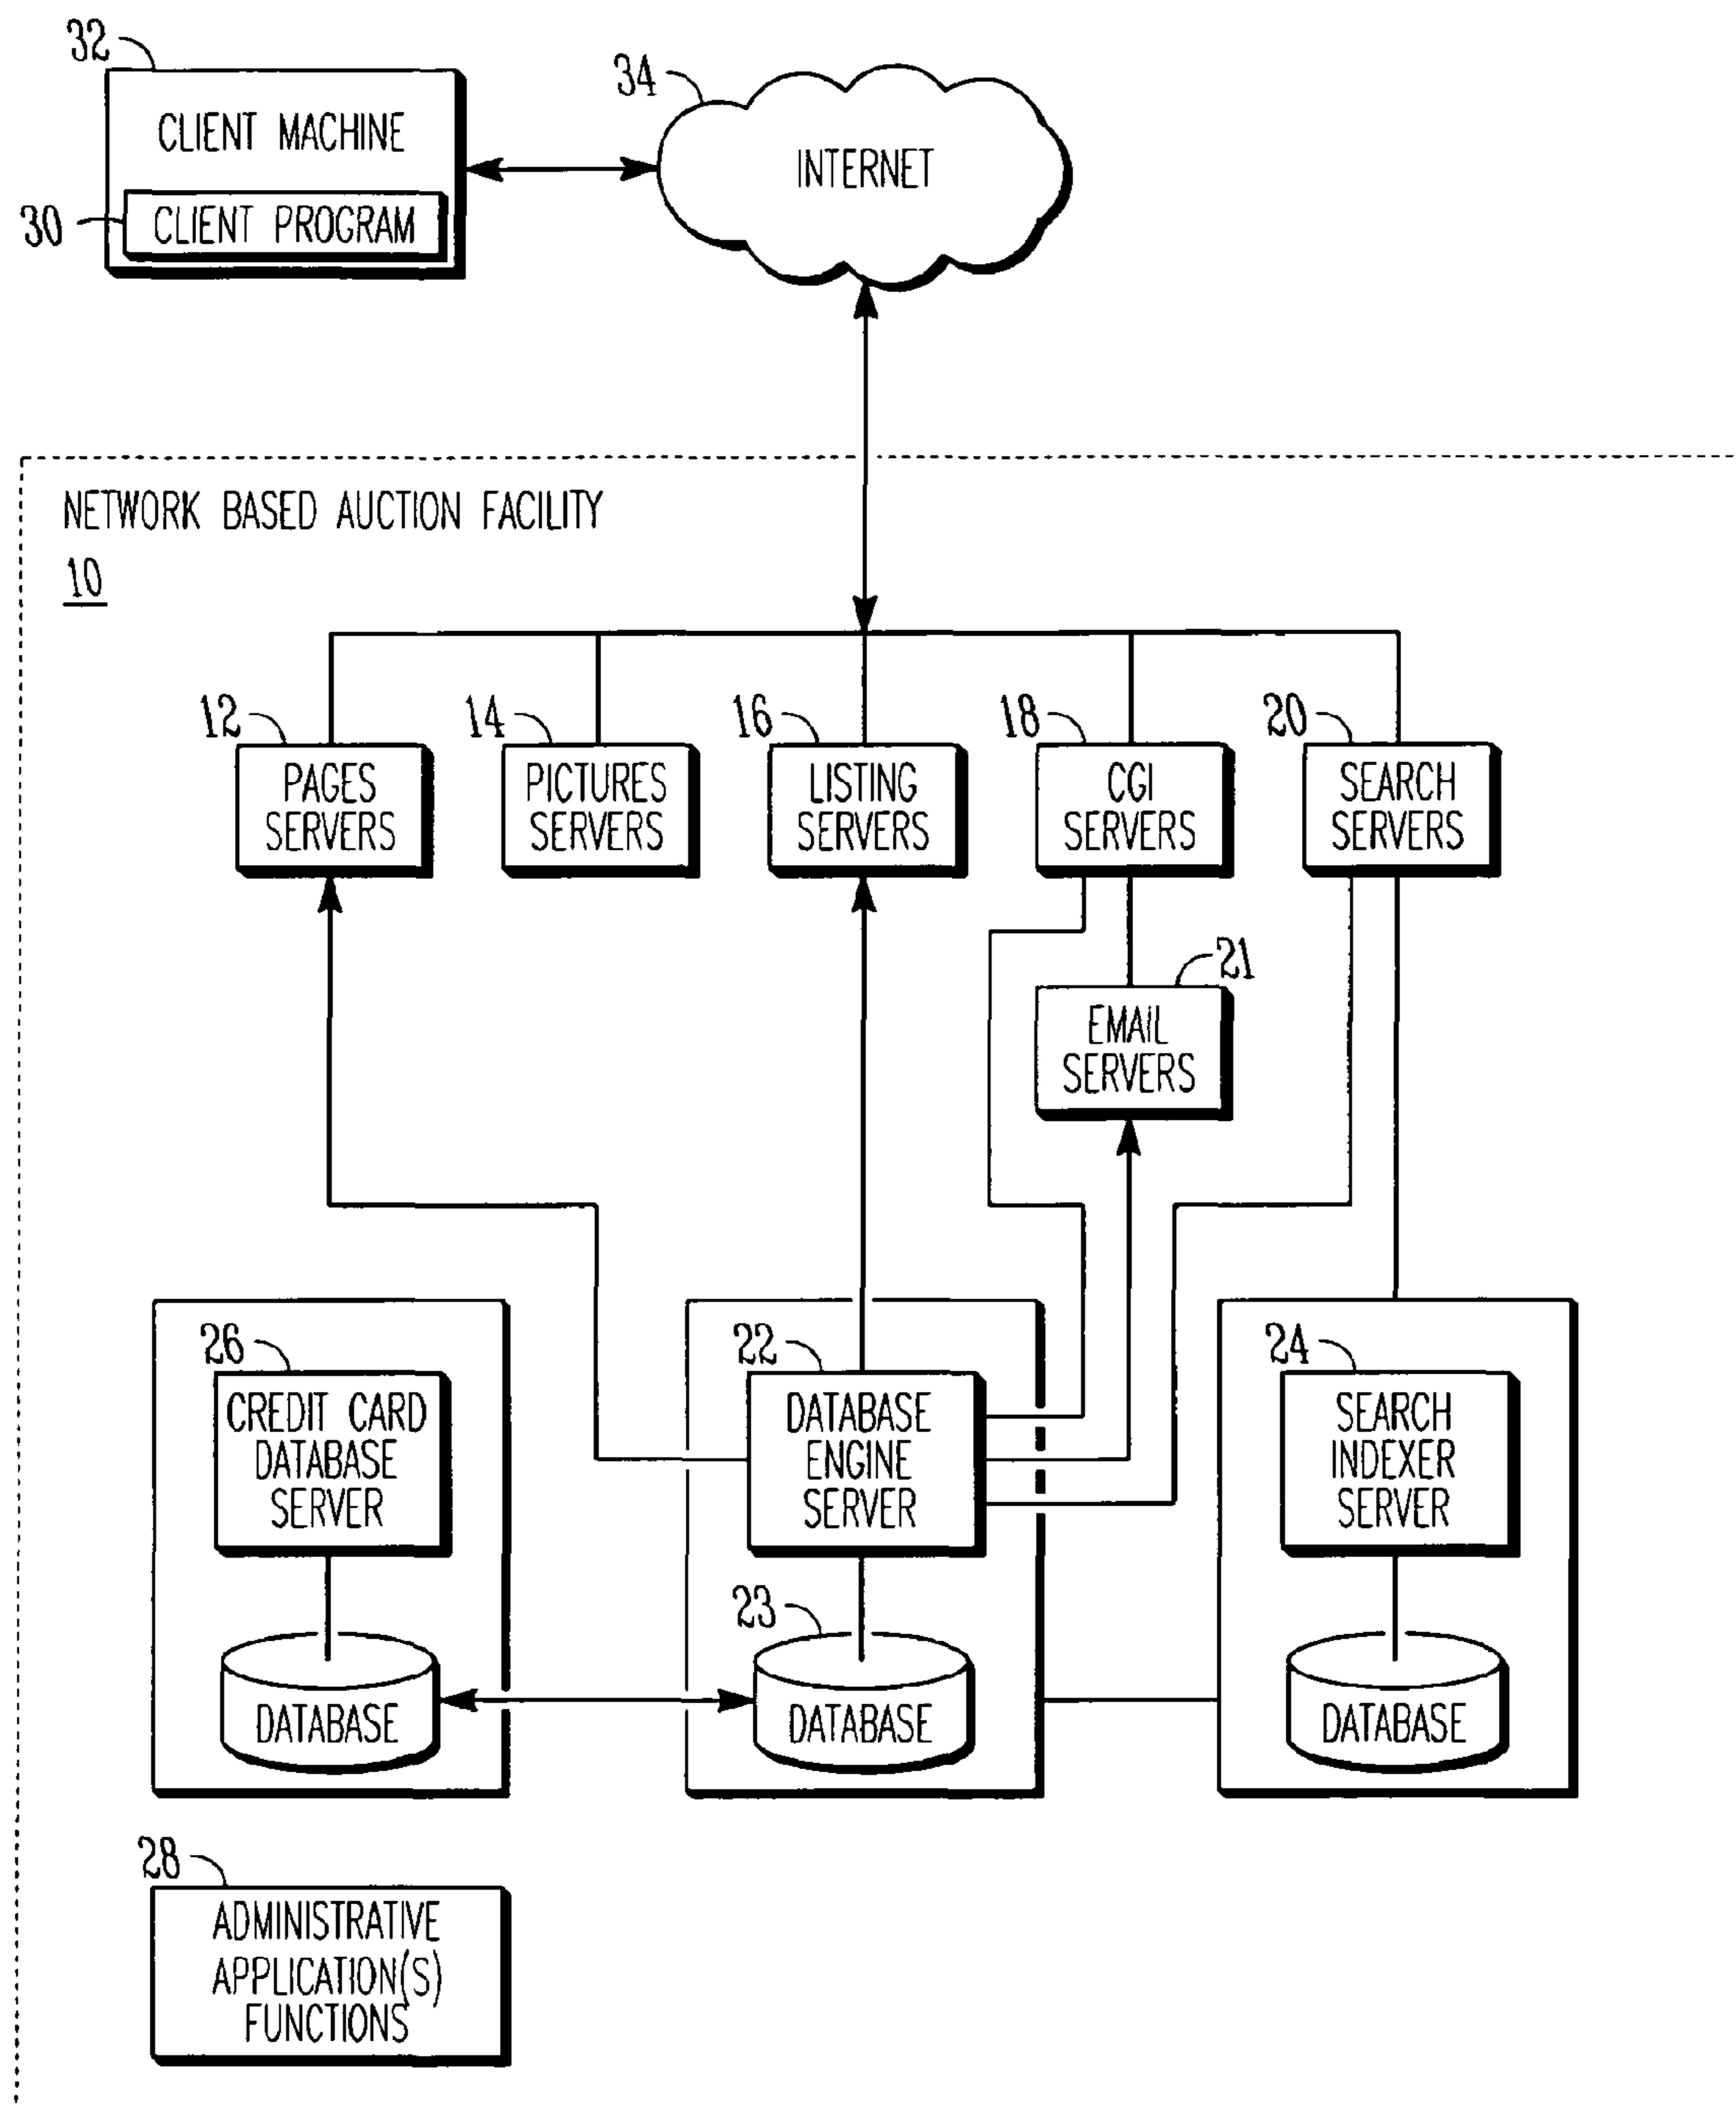 32
CLIENT MACHINE
30
CLIENT PROGRAM
34
INTERNET
NETWORK BASED AUCTION FACILITY
10
12
PAGES
SERVERS
14
PICTURES
SERVERS
16
LISTING
SERVERS
18
CGI
SERVERS
20
SEARCH
SERVERS
21
EMAIL
SERVERS
26
CREDIT CARD
DATABASE
SERVER
DATABASE
22
DATABASE
ENGINE
SERVER
23
DATABASE
24
SEARCH
INDEXER
SERVER
DATABASE
28
ADMINISTRATIVE
APPLICATION(S)
FUNCTIONS